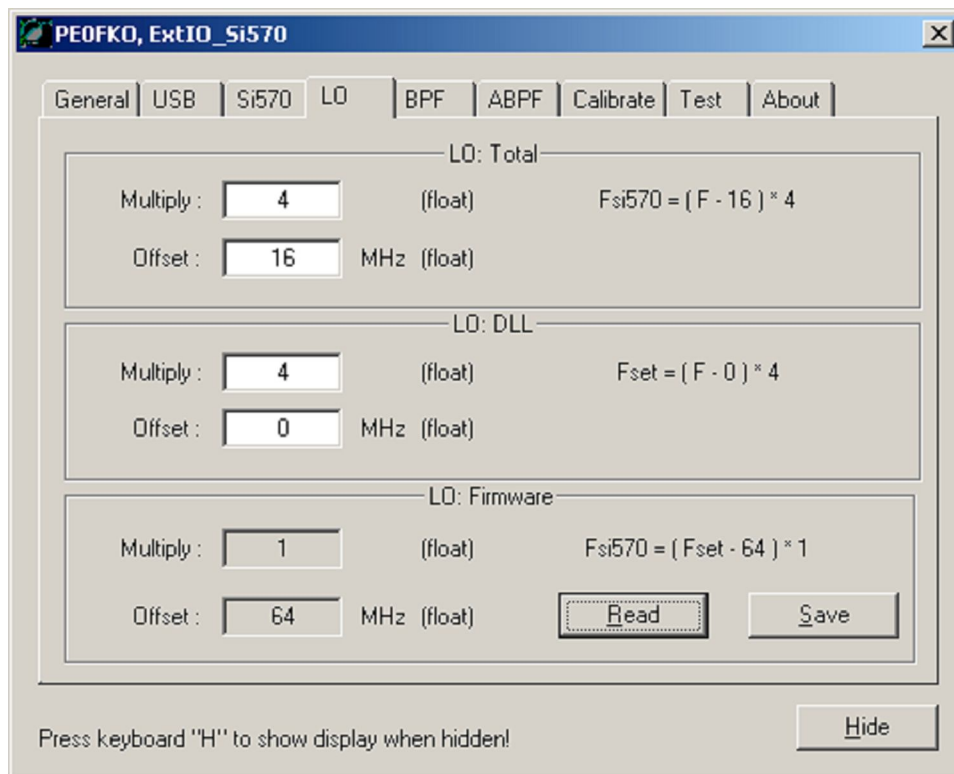 PE0FKO, ExtIO_Si570
General USB Si570 LO BPF ABPF Calibrate Test About
LO: Total
Multiply : 4 (float) Fsi570 = ( F - 16 ) * 4
Offset : 16 MHz (float)
LO: DLL
Multiply : 4 (float) Fset = ( F - 0 ) * 4
Offset : 0 MHz (float)
LO: Firmware
Multiply : 1 (float) Fsi570 = ( Fset - 64 ) * 1
Offset : 64 MHz (float) Read Save
Press keyboard "H" to show display when hidden! Hide